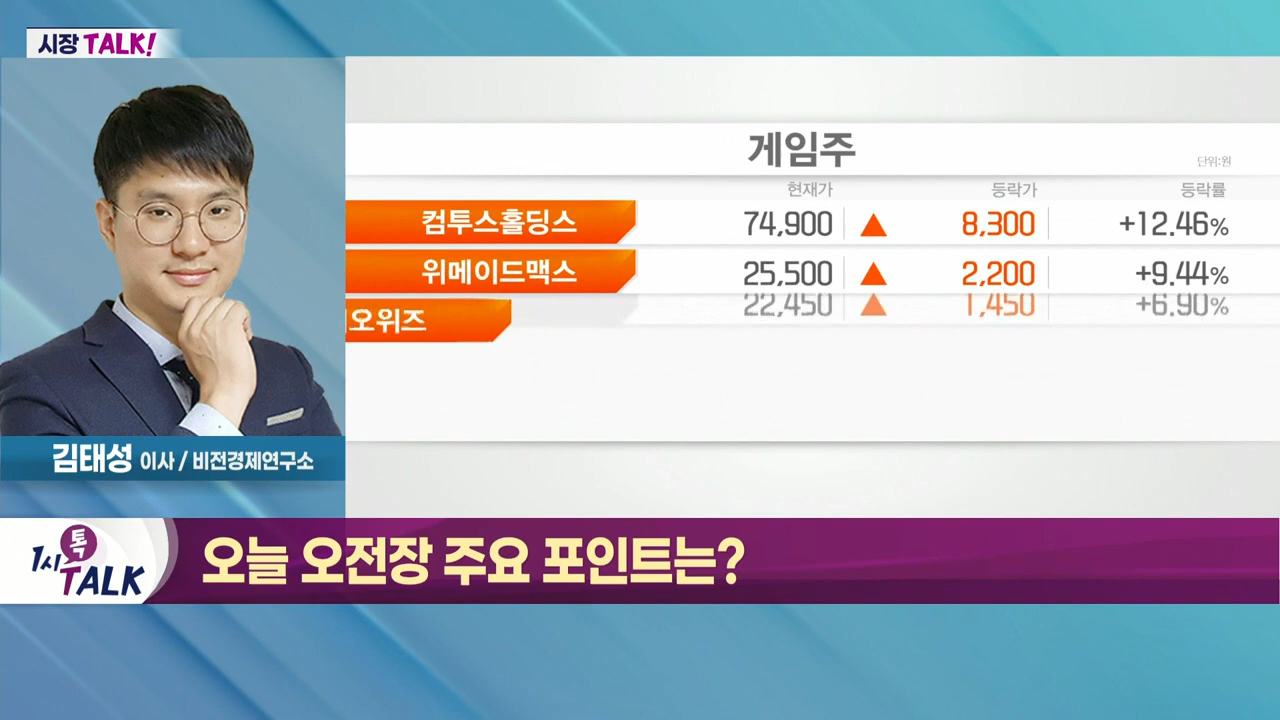 시장 TALK!
게임주
단위:원
현재가 등락가 등락률
컴투스홀딩스 74,900 ▲ 8,300 +12.46%
위메이드맥스 25,500 ▲ 2,200 +9.44%
오위즈 22,450 ▲ 1,450 +6.90%
김태성 이사 / 비전경제연구소
1시 톡 TALK
오늘 오전장 주요 포인트는?